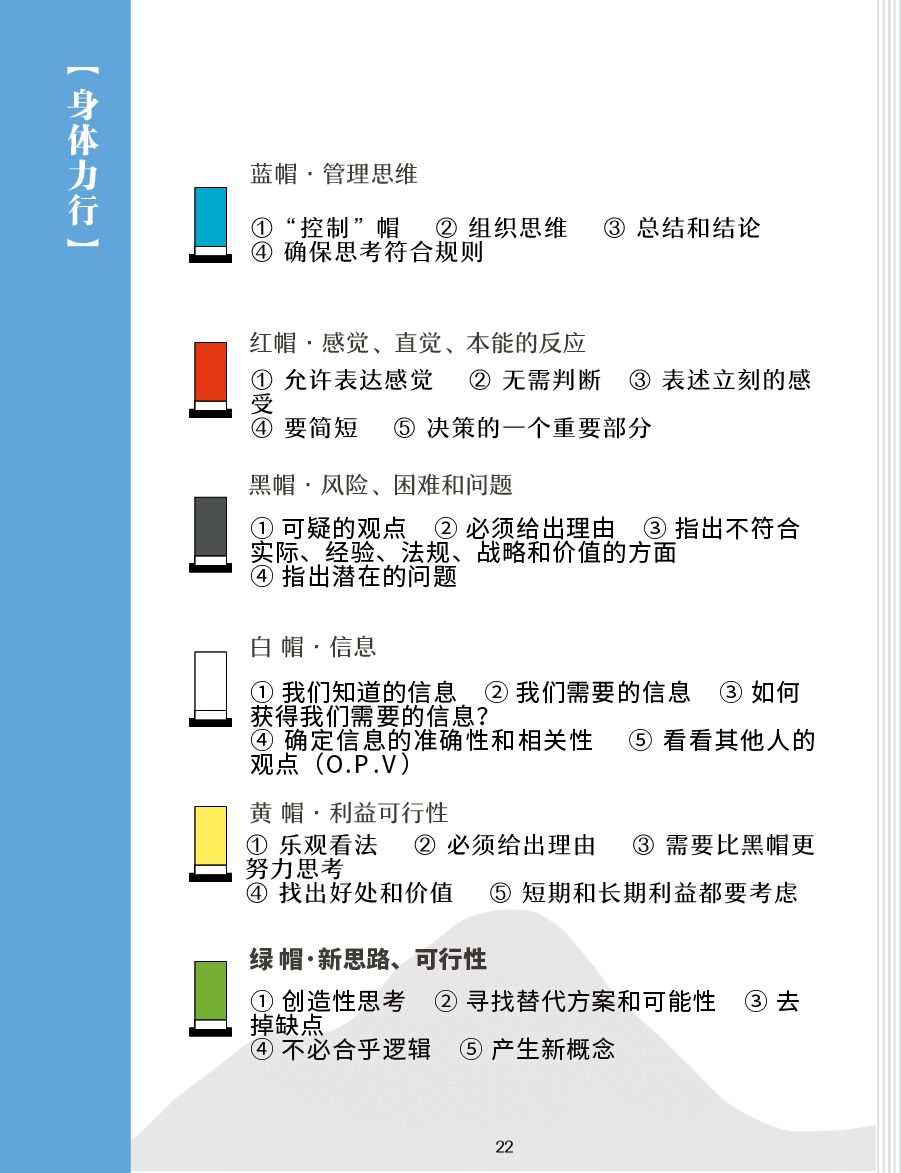 【身体力行】
蓝帽·管理思维
①“控制”帽 ② 组织思维 ③ 总结和结论
④ 确保思考符合规则
红帽·感觉、直觉、本能的反应
① 允许表达感觉 ② 无需判断 ③ 表述立刻的感
受
④ 要简短 ⑤ 决策的一个重要部分
黑帽·风险、困难和问题
① 可疑的观点 ② 必须给出理由 ③ 指出不符合
实际、经验、法规、战略和价值的方面
④ 指出潜在的问题
白 帽·信息
① 我们知道的信息 ② 我们需要的信息 ③ 如何
获得我们需要的信息?
④ 确定信息的准确性和相关性 ⑤ 看看其他人的
观点（O.P.V）
黄 帽·利益可行性
① 乐观看法 ② 必须给出理由 ③ 需要比黑帽更
努力思考
④ 找出好处和价值 ⑤ 短期和长期利益都要考虑
绿 帽·新思路、可行性
① 创造性思考 ② 寻找替代方案和可能性 ③ 去
掉缺点
④ 不必合乎逻辑 ⑤ 产生新概念
22